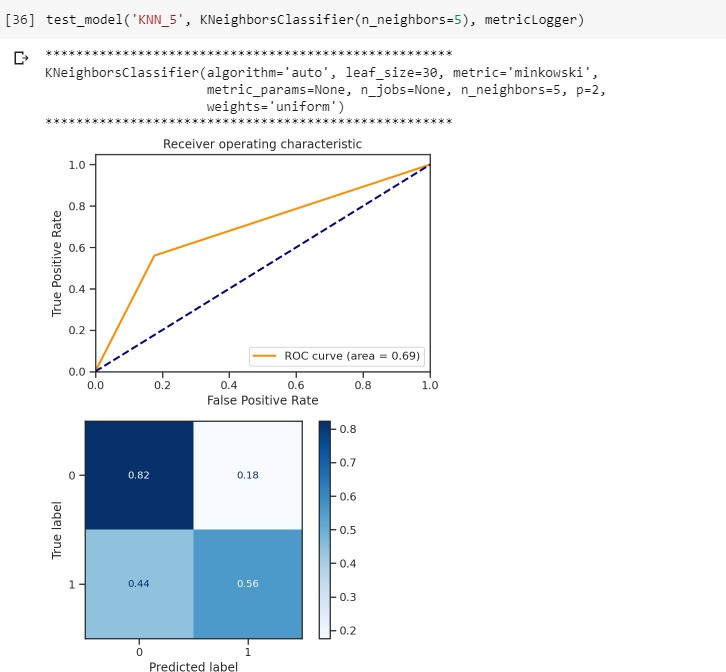 [36] test_model('KNN_5', KNeighborsClassifier(n_neighbors=5), metricLogger)
*****************************************************
KNeighborsClassifier(algorithm='auto', leaf_size=30, metric='minkowski',
metric_params=None, n_jobs=None, n_neighbors=5, p=2,
weights='uniform')
*****************************************************
Receiver operating characteristic
1.0
0.8
0.6
0.4
0.2
0.0
True Positive Rate
ROC curve (area = 0.69)
0.0 0.2 0.4 0.6 0.8 1.0
False Positive Rate
0.82 0.18
0.44 0.56
0
1
True label
0 1
Predicted label
0.8
0.7
0.6
0.5
0.4
0.3
0.2